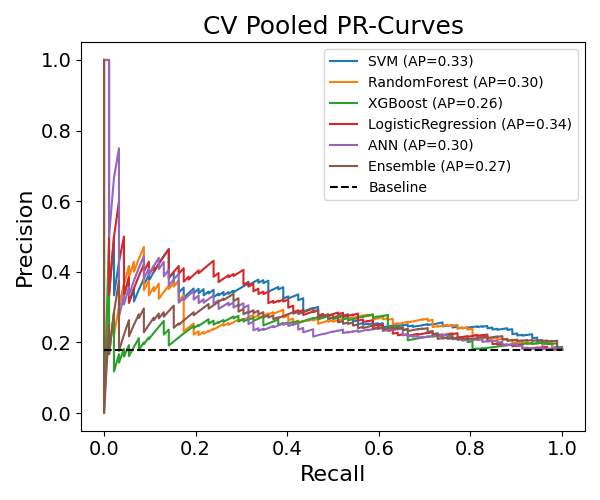 CV Pooled PR-Curves
SVM (AP=0.33)
RandomForest (AP=0.30)
XGBoost (AP=0.26)
LogisticRegression (AP=0.34)
ANN (AP=0.30)
Ensemble (AP=0.27)
Baseline
Precision
1.0
0.8
0.6
0.4
0.2
0.0
0.0 0.2 0.4 0.6 0.8 1.0
Recall